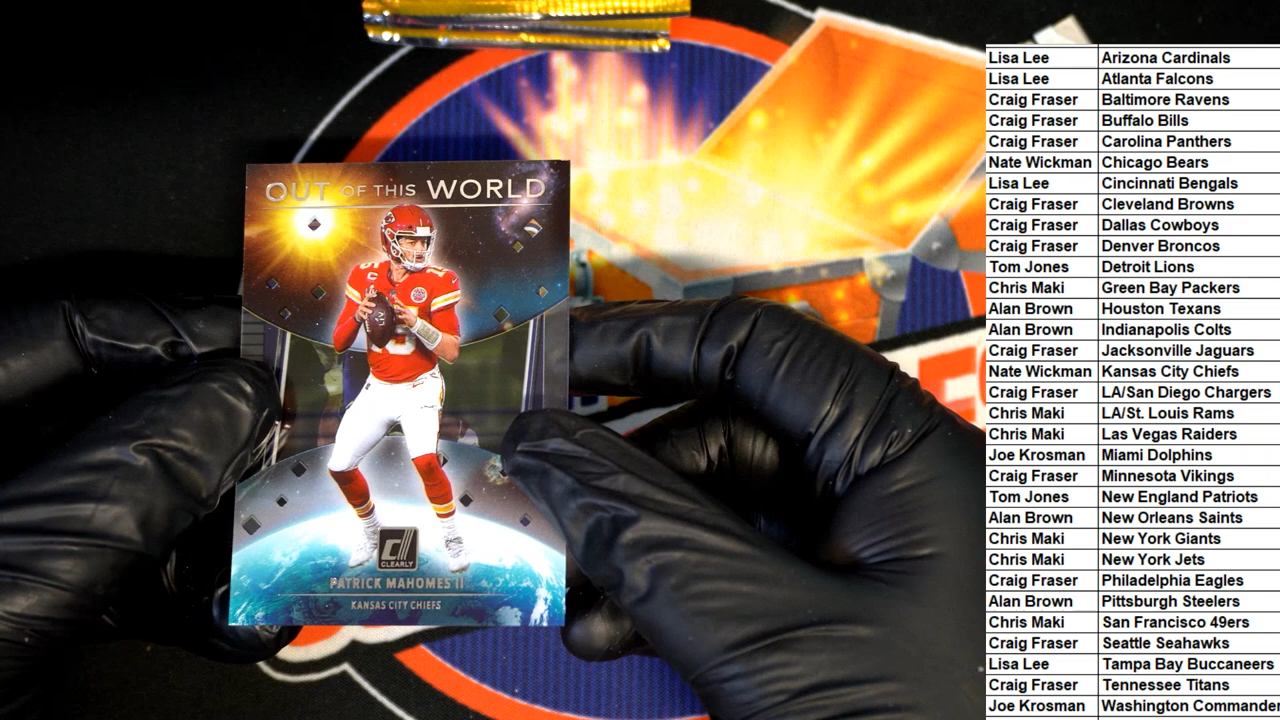 OUT OF THIS WORLD
CLEARLY
PATRICK MAHOMES II
KANSAS CITY CHIEFS
Lisa Lee Arizona Cardinals
Lisa Lee Atlanta Falcons
Craig Fraser Baltimore Ravens
Craig Fraser Buffalo Bills
Craig Fraser Carolina Panthers
Nate Wickman Chicago Bears
Lisa Lee Cincinnati Bengals
Craig Fraser Cleveland Browns
Craig Fraser Dallas Cowboys
Craig Fraser Denver Broncos
Tom Jones Detroit Lions
Chris Maki Green Bay Packers
Alan Brown Houston Texans
Alan Brown Indianapolis Colts
Craig Fraser Jacksonville Jaguars
Nate Wickman Kansas City Chiefs
Craig Fraser LA/San Diego Chargers
Chris Maki LA/St. Louis Rams
Chris Maki Las Vegas Raiders
Joe Krosman Miami Dolphins
Craig Fraser Minnesota Vikings
Tom Jones New England Patriots
Alan Brown New Orleans Saints
Chris Maki New York Giants
Chris Maki New York Jets
Craig Fraser Philadelphia Eagles
Alan Brown Pittsburgh Steelers
Chris Maki San Francisco 49ers
Craig Fraser Seattle Seahawks
Lisa Lee Tampa Bay Buccaneers
Craig Fraser Tennessee Titans
Joe Krosman Washington Commander